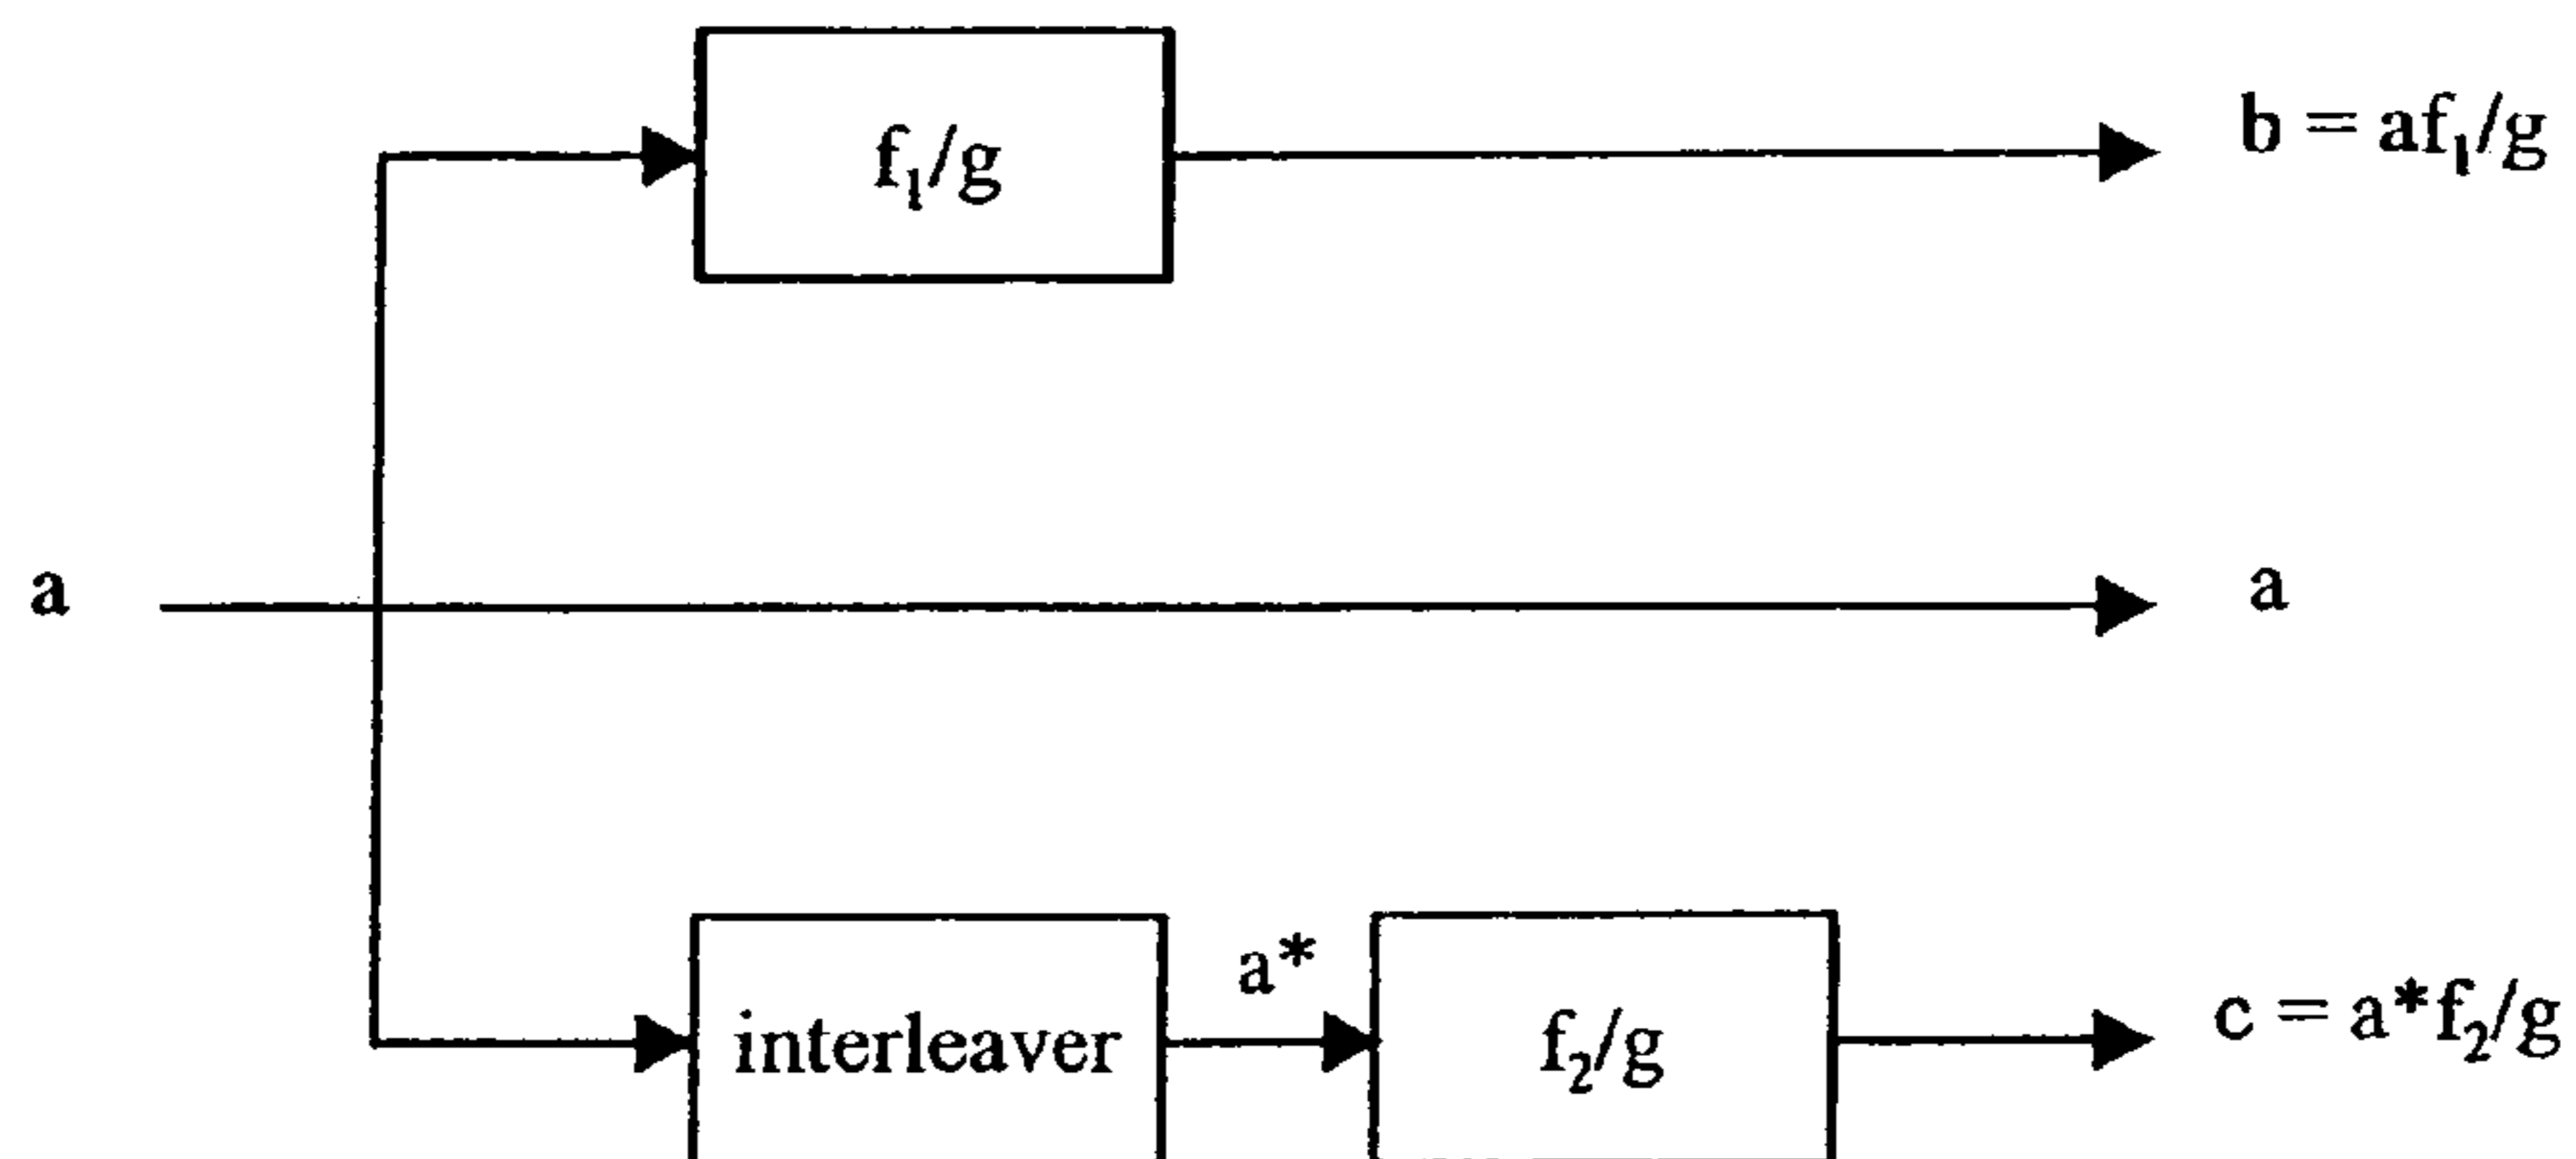 f₁/g
b = af₁/g
a
a
a*
interleaver
f₂/g
c = a*f₂/g